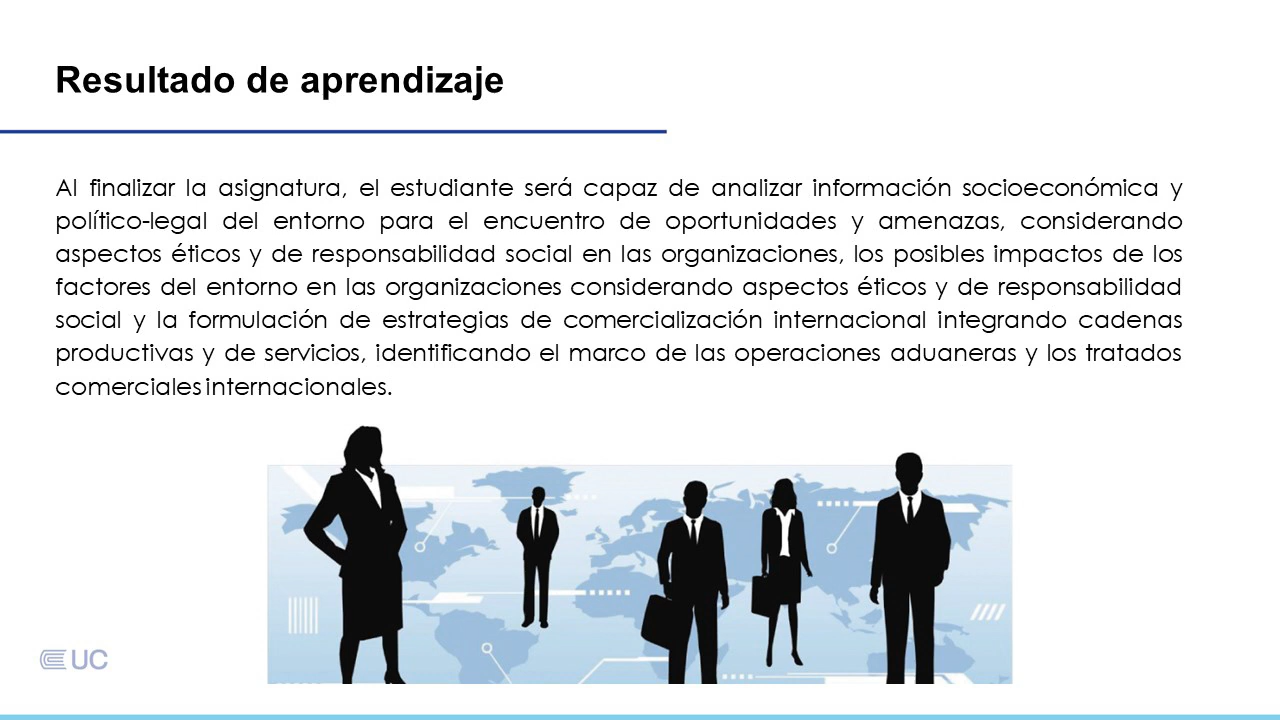 Resultado de aprendizaje
Al finalizar la asignatura, el estudiante será capaz de analizar información socioeconómica y
político-legal del entorno para el encuentro de oportunidades y amenazas, considerando
aspectos éticos y de responsabilidad social en las organizaciones, los posibles impactos de los
factores del entorno en las organizaciones considerando aspectos éticos y de responsabilidad
social y la formulación de estrategias de comercialización internacional integrando cadenas
productivas y de servicios, identificando el marco de las operaciones aduaneras y los tratados
comerciales internacionales.
UC